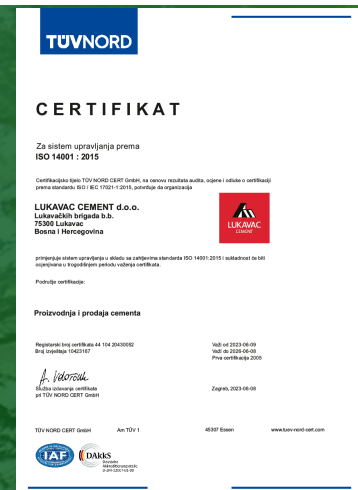 TÜVNORD
CERTIFIKAT
Za sistem upravljanja prema
ISO 14001 : 2015
Certifikacijsko tijelo TÜV NORD CERT GmbH, na osnovu rezultata audita, ocjene i odluke o certifikaciji
prema standardu ISO / IEC 17021-1:2015, potvrđuje da organizacija
LUKAVAC CEMENT d.o.o.
Lukavačkih brigada b.b.
75300 Lukavac
Bosna i Hercegovina
LUKAVAC
CEMENT
primjenjuje sistem upravljanja u skladu sa zahtjevima standarda ISO 14001:2015 i sukladnost će biti
ocjenjivana u trogodišnjem periodu važenja certifikata.
Područje certifikacije:
Proizvodnja i prodaja cementa
Registarski broj certifikata 44 104 20430082
Broj izvještaja 10423167
Važi od 2023-06-09
Važi do 2026-06-08
Prva certifikacija 2005
Služba izdavanja certifikata
pri TÜV NORD CERT GmbH
Zagreb, 2023-06-08
TÜV NORD CERT GmbH
Am TÜV 1
45307 Essen
www.tuev-nord-cert.com
IAF
DAkkS
Deutsche
Akkreditierungsstelle